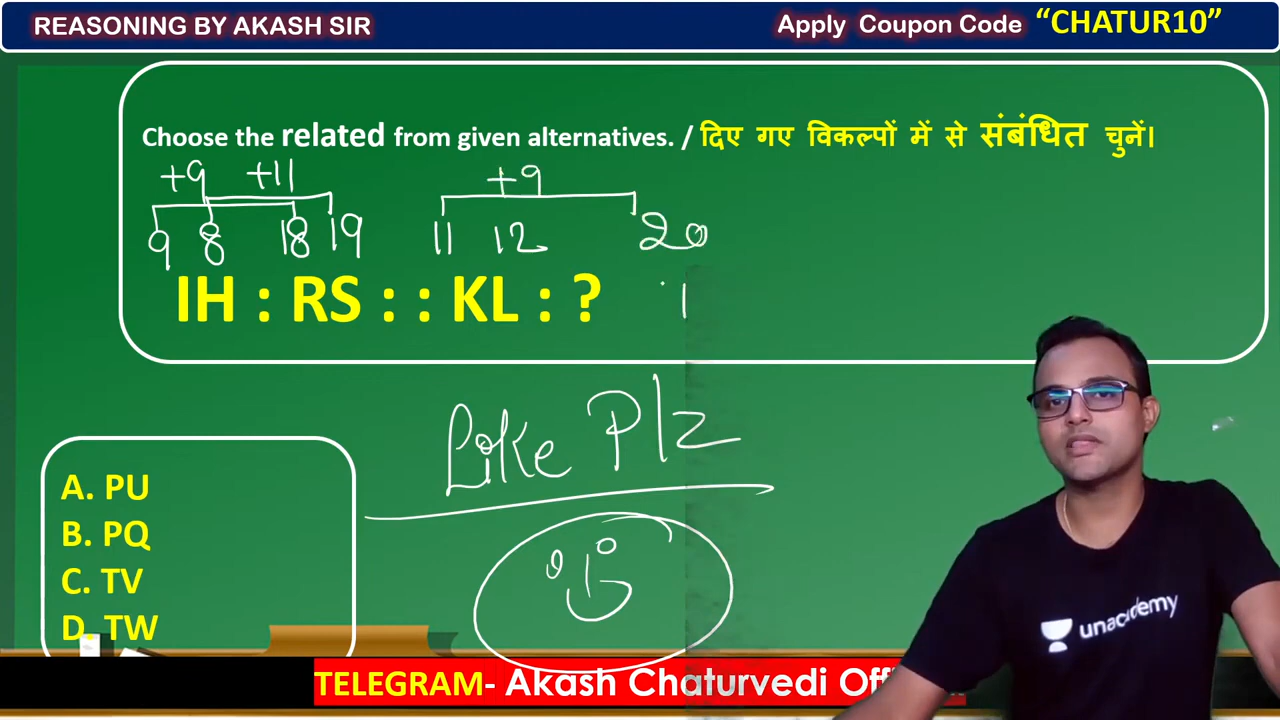 REASONING BY AKASH SIR
Apply Coupon Code “CHATUR10”
Choose the related from given alternatives. / दिए गए विकल्पों में से संबंधित चुनें।
+9 +11 +9
9 8 18 19 11 12 20
IH : RS : : KL : ?
Like Plz
A. PU
B. PQ
C. TV
D. TW
unacademy
TELEGRAM- Akash Chaturvedi Off